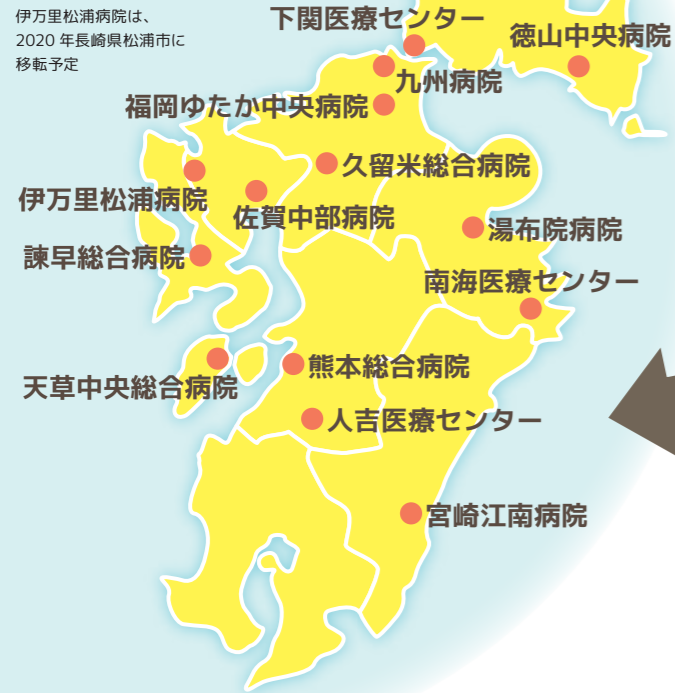 伊万里松浦病院は、
2020 年長崎県松浦市に
移転予定
下関医療センター
徳山中央病院
九州病院
福岡ゆたか中央病院
久留米総合病院
伊万里松浦病院
佐賀中部病院
湯布院病院
諫早総合病院
南海医療センター
熊本総合病院
天草中央総合病院
人吉医療センター
宮崎江南病院